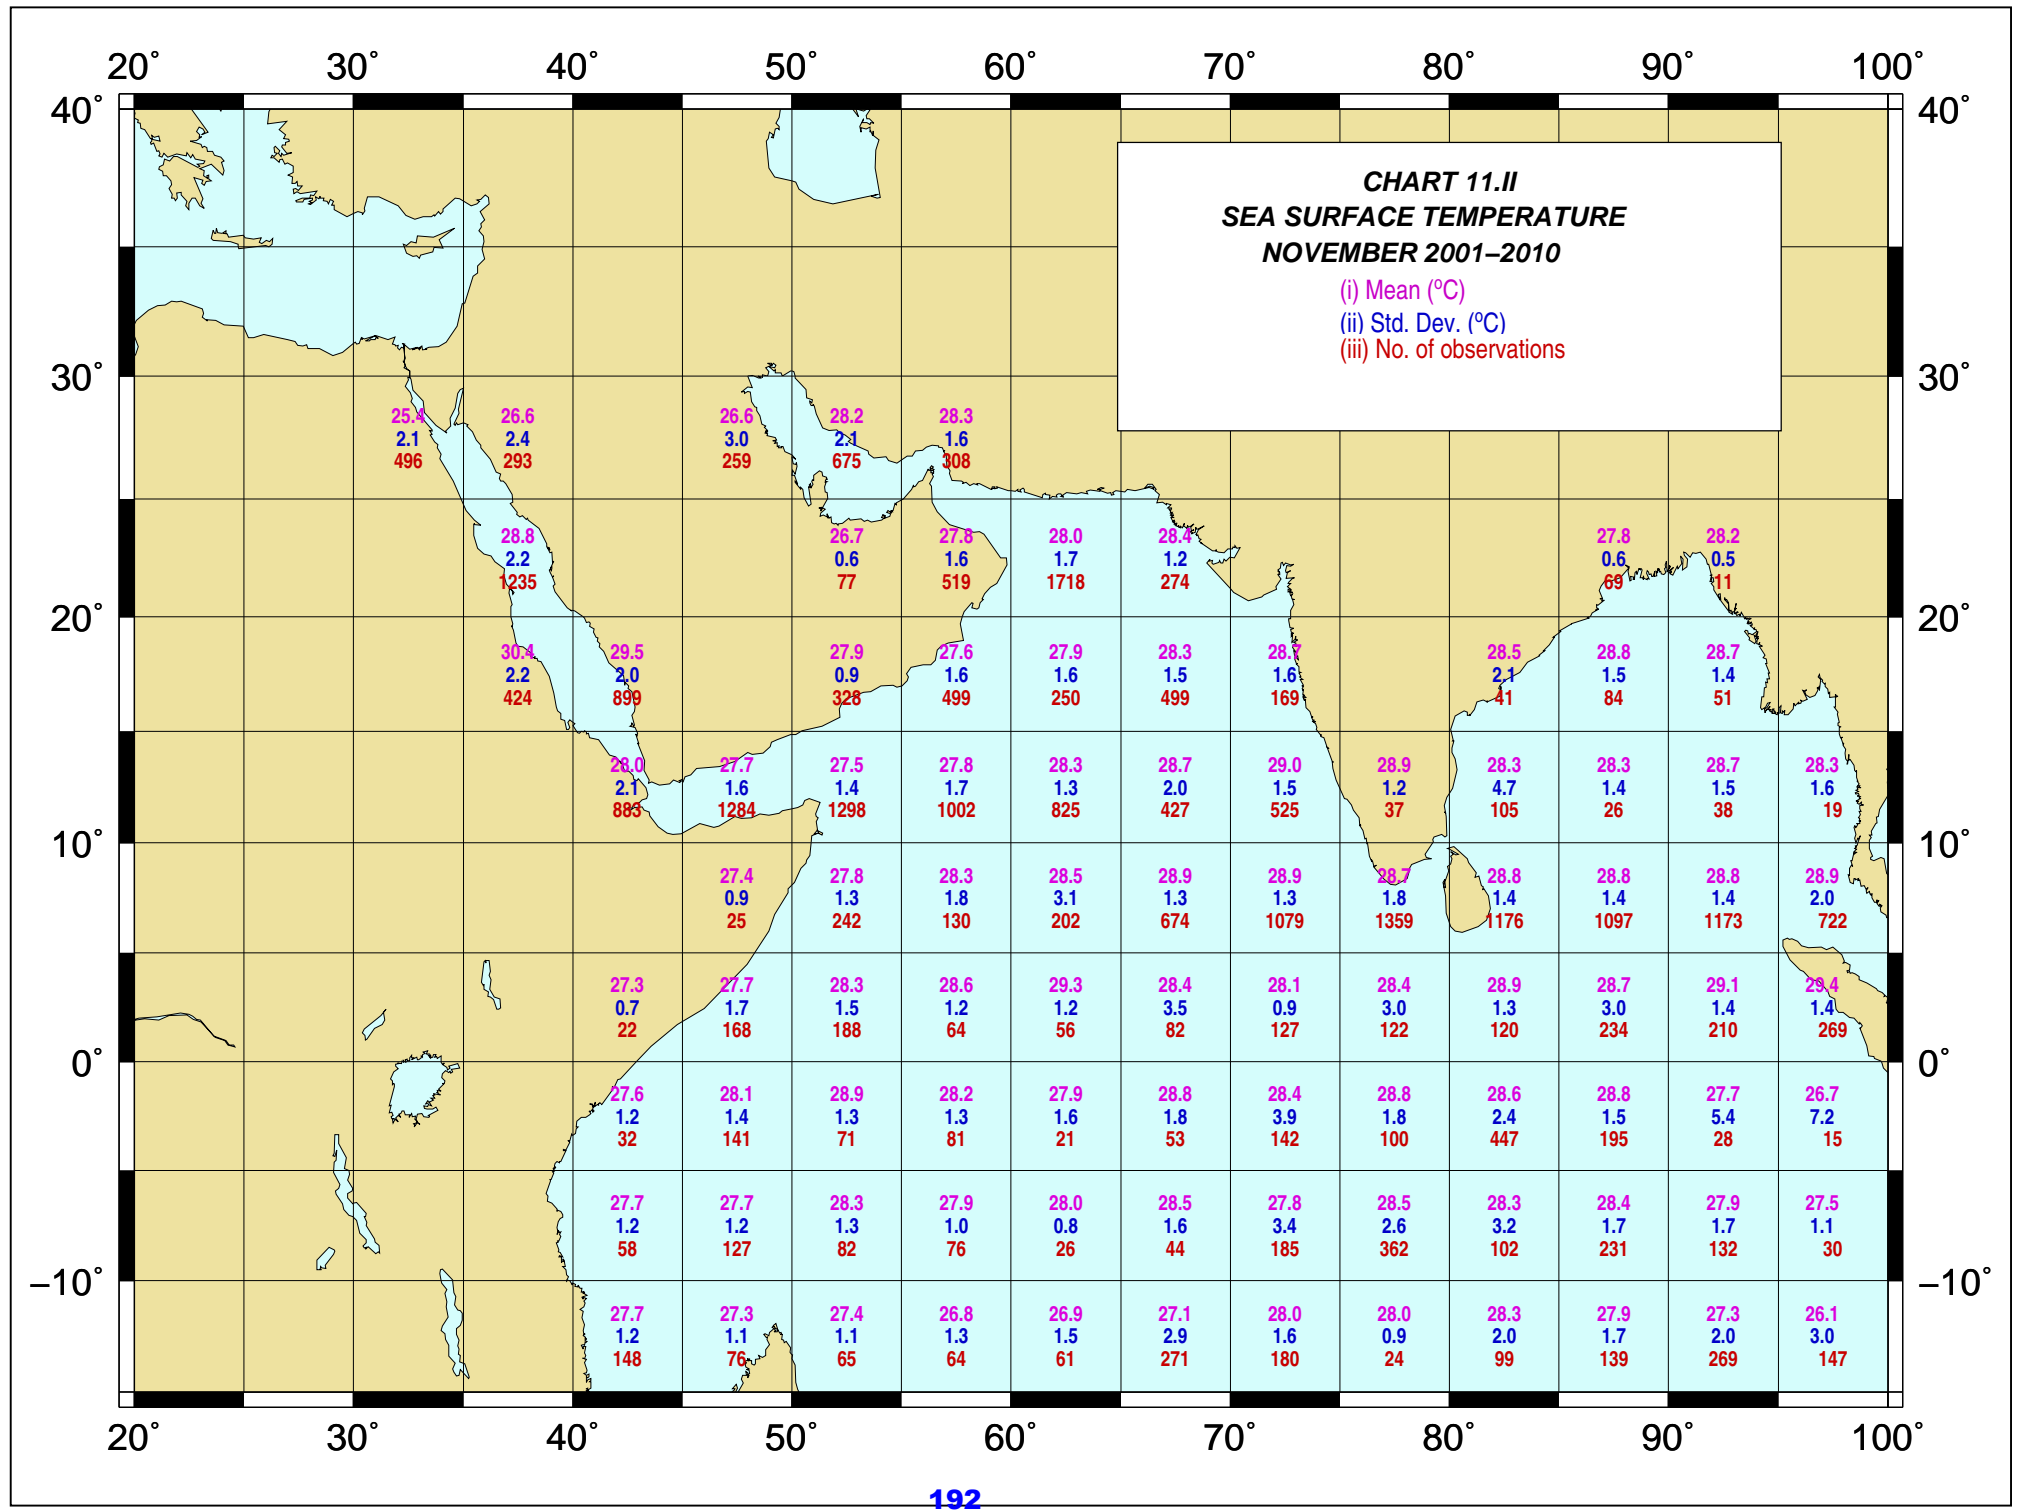 20° 30° 40° 50° 60° 70° 80° 90° 100°
40° 40°
CHART 11.II
SEA SURFACE TEMPERATURE
NOVEMBER 2001–2010
(i) Mean (°C)
(ii) Std. Dev. (°C)
(iii) No. of observations
30° 30°
25.4 26.6 26.6 28.2 28.3
2.1 2.4 3.0 2.1 1.6
496 293 259 675 308
28.8 26.7 27.8 28.0 28.4 27.8 28.2
2.2 0.6 1.6 1.7 1.2 0.6 0.5
1235 77 519 1718 274 69 11
20° 20°
30.4 29.5 27.9 27.6 27.9 28.3 28.7 28.5 28.8 28.7
2.2 2.0 0.9 1.6 1.6 1.5 1.6 2.1 1.5 1.4
424 899 328 499 250 499 169 41 84 51
28.0 27.7 27.5 27.8 28.3 28.7 29.0 28.9 28.3 28.3 28.7 28.3
2.1 1.6 1.4 1.7 1.3 2.0 1.5 1.2 4.7 1.4 1.5 1.6
883 1284 1298 1002 825 427 525 37 105 26 38 19
10° 10°
27.4 27.8 28.3 28.5 28.9 28.9 28.7 28.8 28.8 28.8 28.9
0.9 1.3 1.8 3.1 1.3 1.3 1.8 1.4 1.4 1.4 2.0
25 242 130 202 674 1079 1359 1176 1097 1173 722
27.3 27.7 28.3 28.6 29.3 28.4 28.1 28.4 28.9 28.7 29.1 29.4
0.7 1.7 1.5 1.2 1.2 3.5 0.9 3.0 1.3 3.0 1.4 1.4
22 168 188 64 56 82 127 122 120 234 210 269
0° 0°
27.6 28.1 28.9 28.2 27.9 28.8 28.4 28.8 28.6 28.8 27.7 26.7
1.2 1.4 1.3 1.3 1.6 1.8 3.9 1.8 2.4 1.5 5.4 7.2
32 141 71 81 21 53 142 100 447 195 28 15
27.7 27.7 28.3 27.9 28.0 28.5 27.8 28.5 28.3 28.4 27.9 27.5
1.2 1.2 1.3 1.0 0.8 1.6 3.4 2.6 3.2 1.7 1.7 1.1
58 127 82 76 26 44 185 362 102 231 132 30
–10° –10°
27.7 27.3 27.4 26.8 26.9 27.1 28.0 28.0 28.3 27.9 27.3 26.1
1.2 1.1 1.1 1.3 1.5 2.9 1.6 0.9 2.0 1.7 2.0 3.0
148 76 65 64 61 271 180 24 99 139 269 147
20° 30° 40° 50° 60° 70° 80° 90° 100°
192